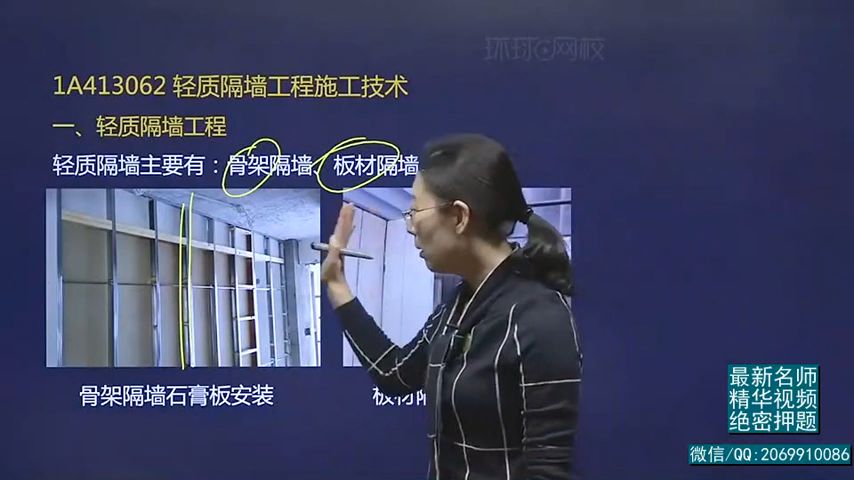 环球网校
1A413062 轻质隔墙工程施工技术
一、轻质隔墙工程
轻质隔墙主要有：骨架隔墙、板材隔墙
骨架隔墙石膏板安装
板材
最新名师
精华视频
绝密押题
微信/QQ:2069910086